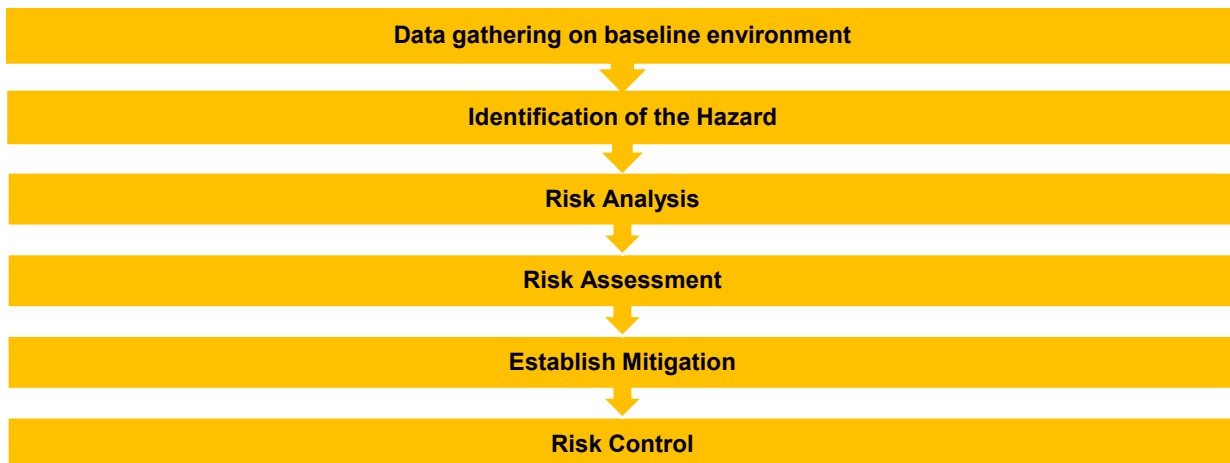 Data gathering on baseline environment
Identification of the Hazard
Risk Analysis
Risk Assessment
Establish Mitigation
Risk Control